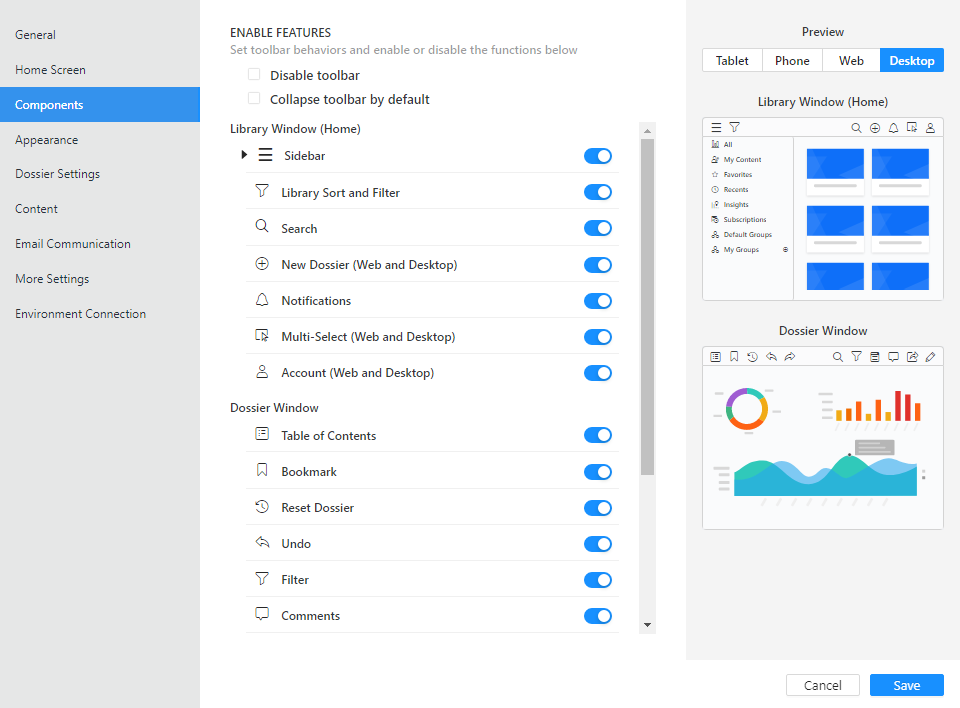 General
Home Screen
Components
Appearance
Dossier Settings
Content
Email Communication
More Settings
Environment Connection
ENABLE FEATURES
Set toolbar behaviors and enable or disable the functions below
Disable toolbar
Collapse toolbar by default
Library Window (Home)
Sidebar
Library Sort and Filter
Search
New Dossier (Web and Desktop)
Notifications
Multi-Select (Web and Desktop)
Account (Web and Desktop)
Dossier Window
Table of Contents
Bookmark
Reset Dossier
Undo
Filter
Comments
Preview
Tablet Phone Web Desktop
Library Window (Home)
All
My Content
Favorites
Recents
Insights
Subscriptions
Default Groups
My Groups
Dossier Window
Cancel Save